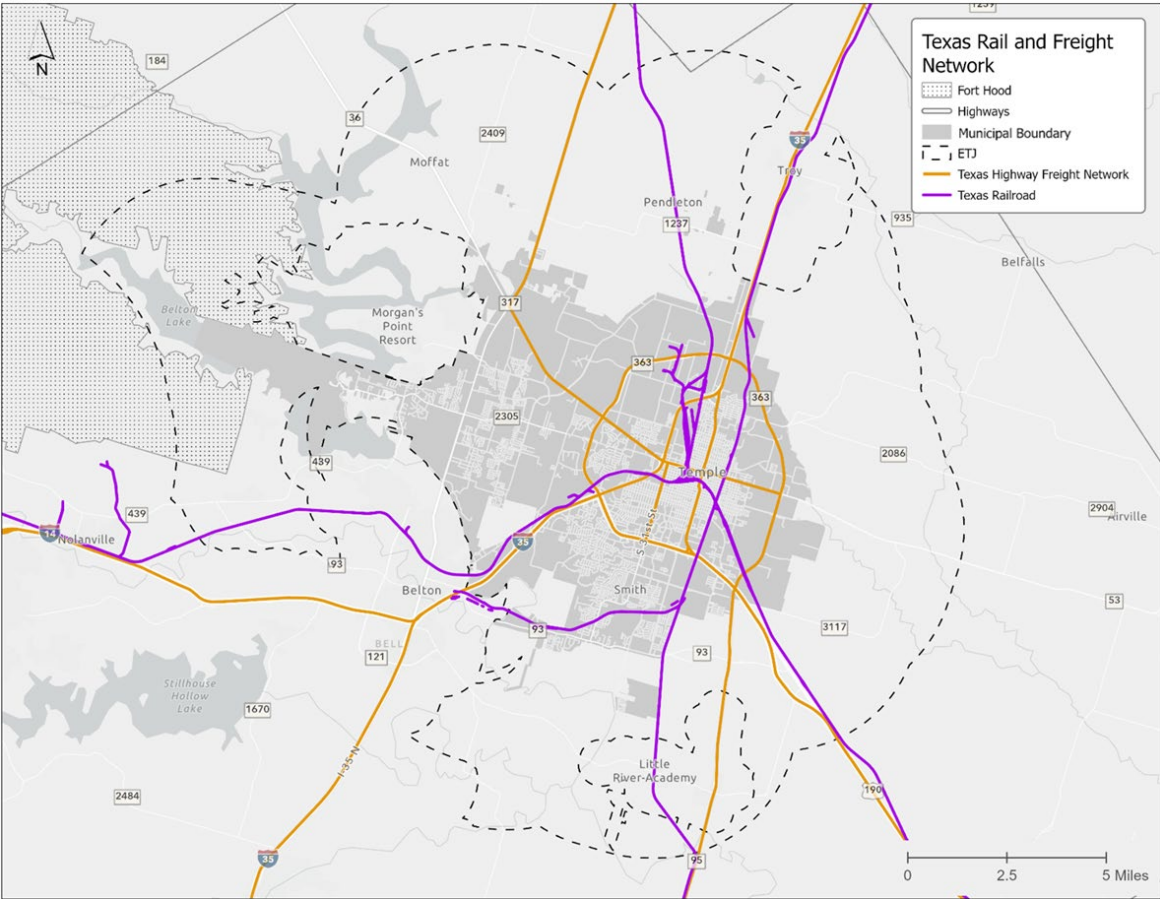 1239
N
184
Texas Rail and Freight
Network
Fort Hood
Highways
Municipal Boundary
ETJ
Texas Highway Freight Network
Texas Railroad
36
2409
35
Moffat
Troy
Pendleton
1237
935
Belfalls
317
Belton
Lake
Morgan's
Point
Resort
363
363
2305
439
Temple
2086
439
2904
Airville
14
Nolanville
S 31st St
35
93
Belton
Smith
53
93
3117
BELL
121
93
Stillhouse
Hollow
Lake
1670
I 35 N
Little
River-Academy
2484
190
35
95
0
2.5
5 Miles